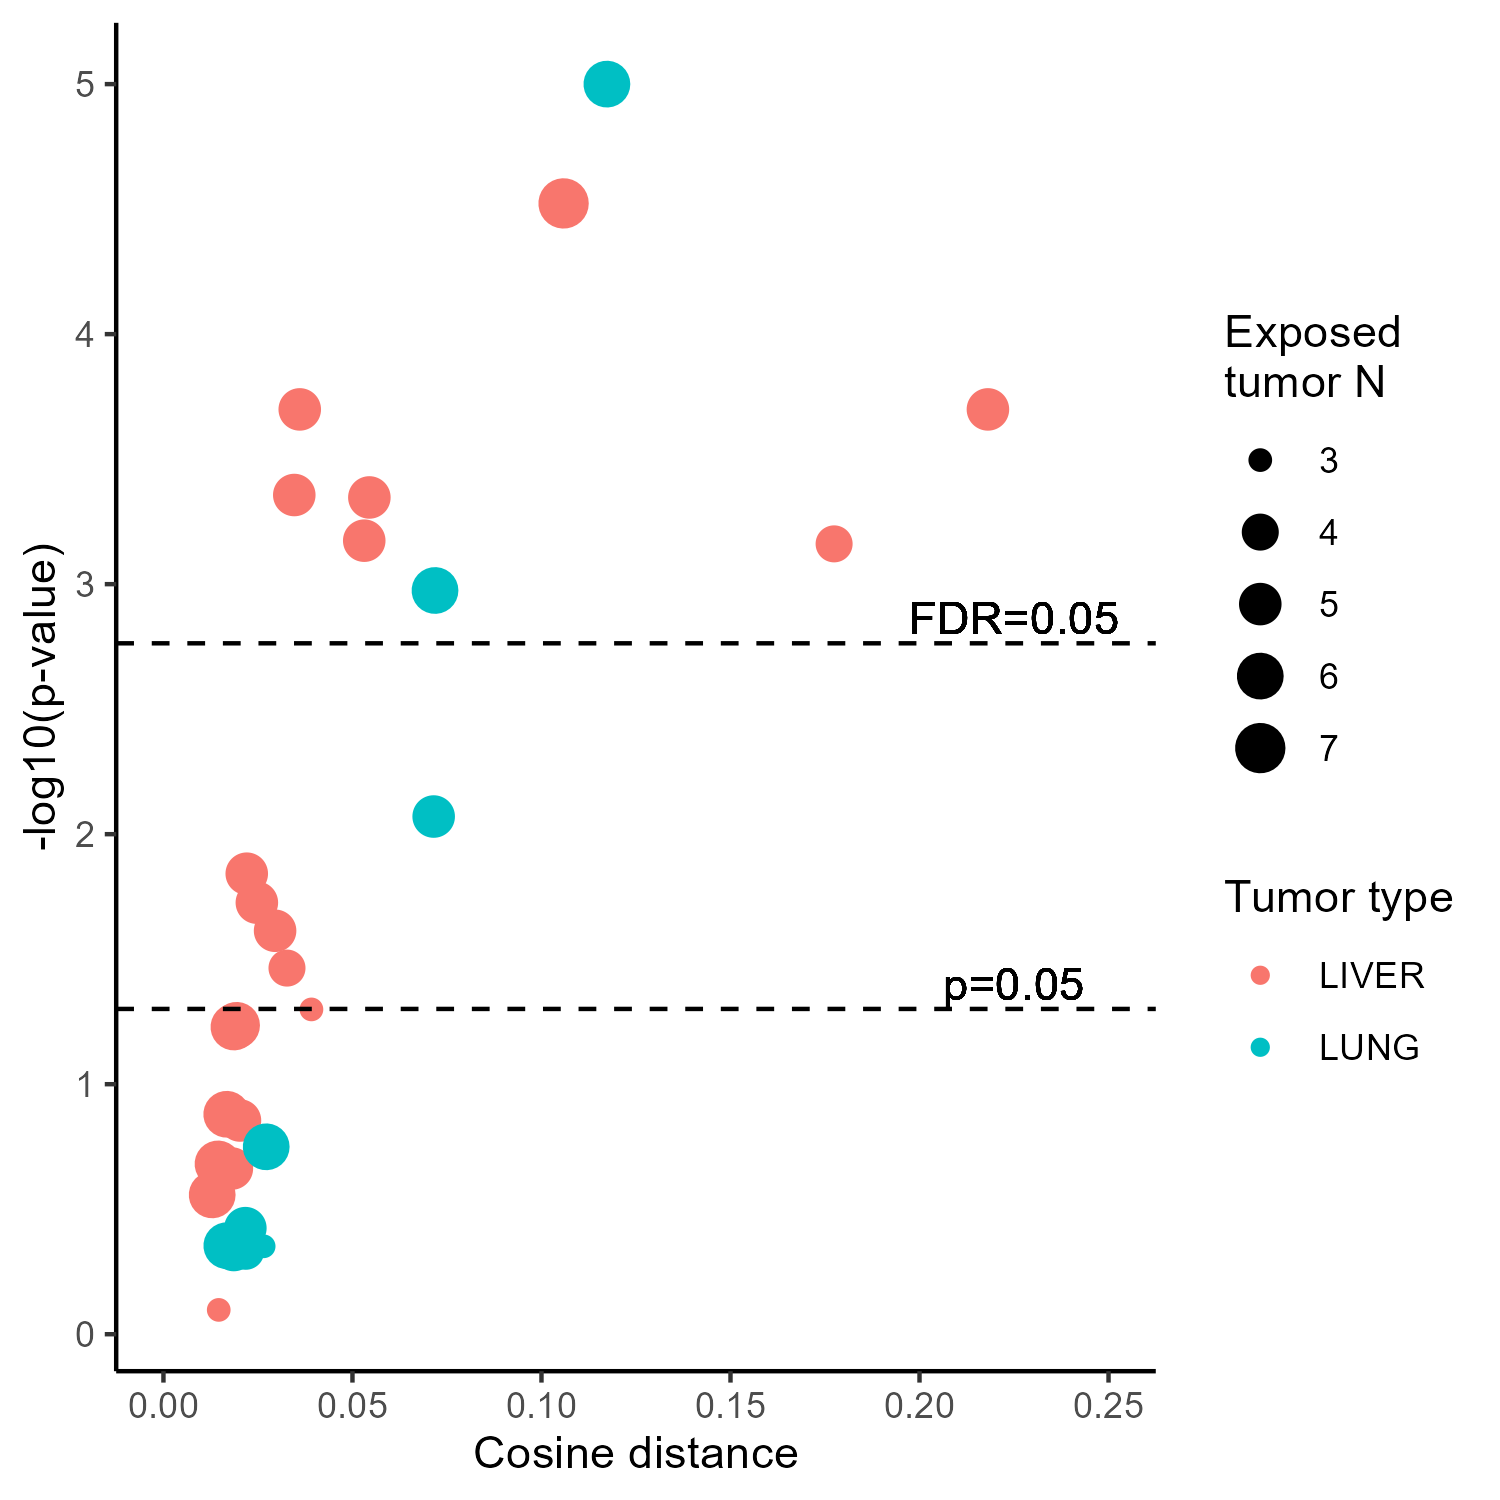 5
4
3
2
1
0
-log10(p-value)
FDR=0.05
p=0.05
0.00 0.05 0.10 0.15 0.20 0.25
Cosine distance
Exposed
tumor N
3
4
5
6
7
Tumor type
LIVER
LUNG